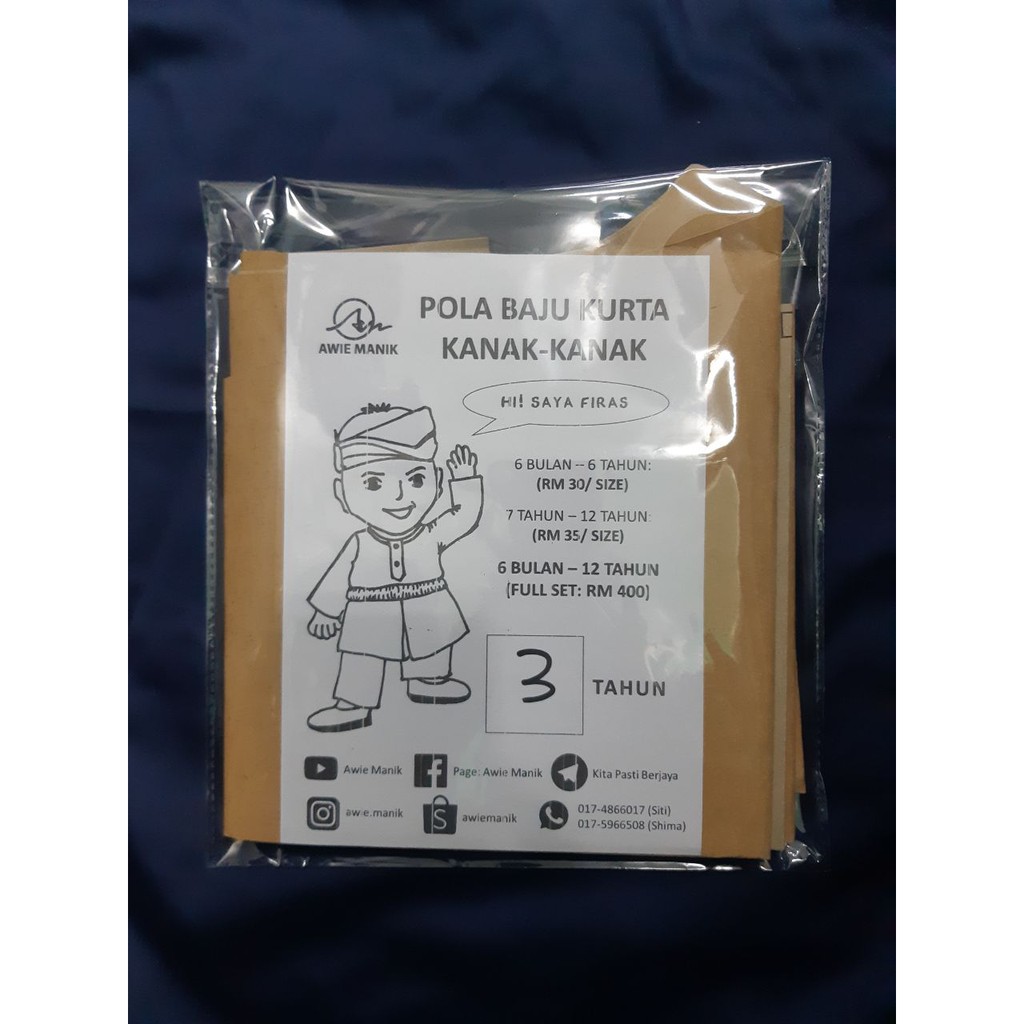 AWIE MANIK
POLA BAJU KURTA
KANAK-KANAK
HI! SAYA FIRAS
6 BULAN -- 6 TAHUN:
(RM 30/ SIZE)
7 TAHUN – 12 TAHUN:
(RM 35/ SIZE)
6 BULAN – 12 TAHUN
(FULL SET: RM 400)
3 TAHUN
Awie Manik
Page: Awie Manik
Kita Pasti Berjaya
awie.manik
awiemanik
017-4866017 (Siti)
017-5966508 (Shima)